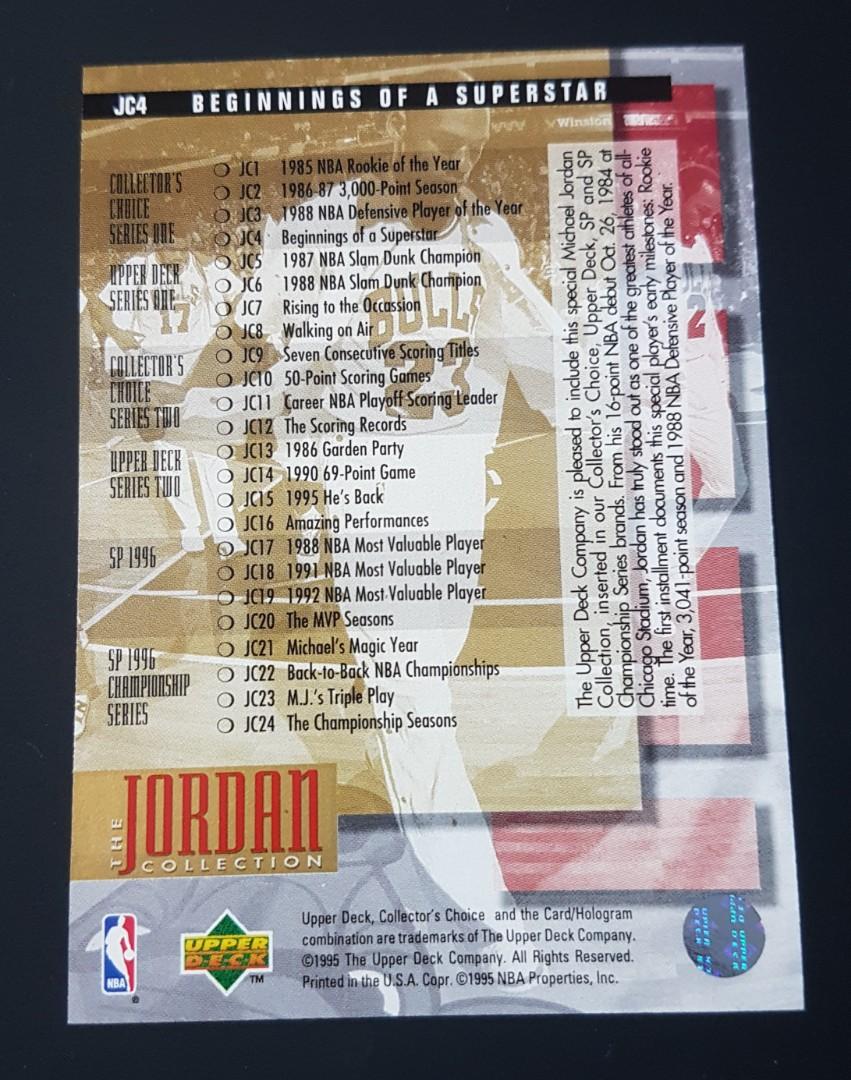 JC4 BEGINNINGS OF A SUPERSTAR
Winston
COLLECTOR'S
CHOICE
SERIES ONE
JC1 1985 NBA Rookie of the Year
JC2 1986-87 3,000-Point Season
JC3 1988 NBA Defensive Player of the Year
JC4 Beginnings of a Superstar
UPPER DECK
SERIES ONE
JC5 1987 NBA Slam Dunk Champion
JC6 1988 NBA Slam Dunk Champion
JC7 Rising to the Occassion
JC8 Walking on Air
COLLECTOR'S
CHOICE
SERIES TWO
JC9 Seven Consecutive Scoring Titles
JC10 50-Point Scoring Games
JC11 Career NBA Playoff Scoring Leader
JC12 The Scoring Records
UPPER DECK
SERIES TWO
JC13 1986 Garden Party
JC14 1990 69-Point Game
JC15 1995 He's Back
JC16 Amazing Performances
SP 1996
JC17 1988 NBA Most Valuable Player
JC18 1991 NBA Most Valuable Player
JC19 1992 NBA Most Valuable Player
JC20 The MVP Seasons
SP 1996
CHAMPIONSHIP
SERIES
JC21 Michael's Magic Year
JC22 Back-to-Back NBA Championships
JC23 M.J.'s Triple Play
JC24 The Championship Seasons
The Upper Deck Company is pleased to include this special Michael Jordan
Collection, inserted in our Collector's Choice, Upper Deck, SP and SP
Championship Series brands. From his 16-point NBA debut Oct. 26, 1984 at
Chicago Stadium, Jordan has truly stood out as one of the greatest athletes of all-
time. The first installment documents this special player's early milestones: Rookie
of the Year, 3,041-point season and 1988 NBA Defensive Player of the Year.
BULLS
23
17
2
THE
JORDAN
COLLECTION
NBA
®
UPPER
DECK
™
Upper Deck, Collector's Choice and the Card/Hologram
combination are trademarks of The Upper Deck Company.
©1995 The Upper Deck Company. All Rights Reserved.
Printed in the U.S.A. Copr. ©1995 NBA Properties, Inc.
UPPER
DECK